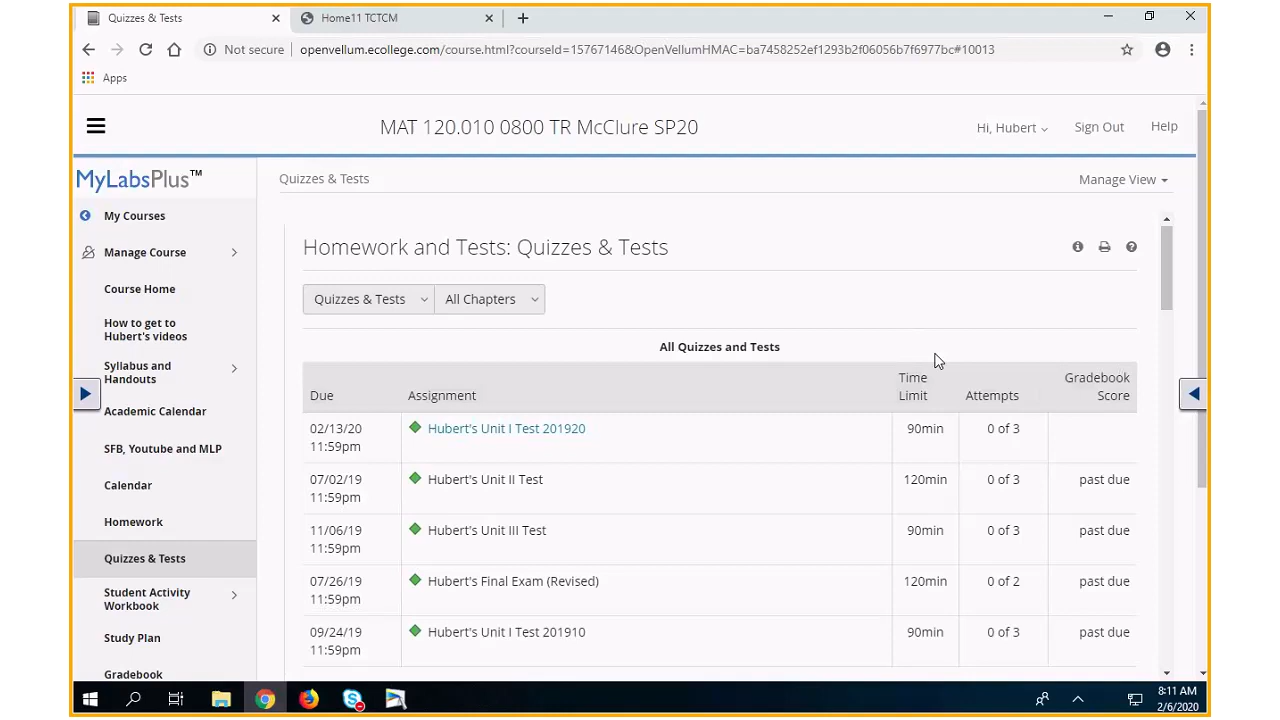 Quizzes & Tests
Home11 TCTCM
Not secure
openvellum.ecollege.com/course.html?courseId=15767146&OpenVellumHMAC=ba7458252ef1293b2f06056b7f6977bc#10013
Apps
MAT 120.010 0800 TR McClure SP20
Hi, Hubert
Sign Out
Help
MyLabsPlus™
My Courses
Manage Course
Course Home
How to get to
Hubert's videos
Syllabus and
Handouts
Academic Calendar
SFB, Youtube and MLP
Calendar
Homework
Quizzes & Tests
Student Activity
Workbook
Study Plan
Gradebook
Quizzes & Tests
Manage View
Homework and Tests: Quizzes & Tests
Quizzes & Tests
All Chapters
All Quizzes and Tests
Due Assignment Time Limit Attempts Gradebook Score
02/13/20 Hubert's Unit I Test 201920 90min 0 of 3
11:59pm
07/02/19 Hubert's Unit II Test 120min 0 of 3 past due
11:59pm
11/06/19 Hubert's Unit III Test 90min 0 of 3 past due
11:59pm
07/26/19 Hubert's Final Exam (Revised) 120min 0 of 2 past due
11:59pm
09/24/19 Hubert's Unit I Test 201910 90min 0 of 3 past due
11:59pm
8:11 AM
2/6/2020